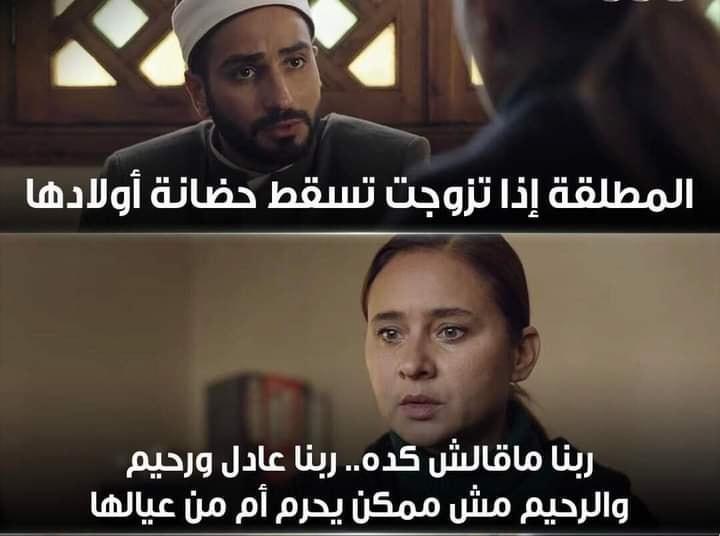 المطلقة إذا تزوجت تسقط حضانة أولادها
ربنا ماقالش كده.. ربنا عادل ورحيم
والرحيم مش ممكن يحرم أم من عيالها